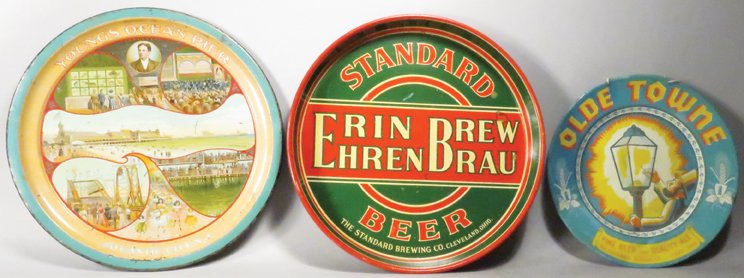 YOUNG'S OCEAN PIER
STANDARD
ERIN BREW
EHREN BRAU
BEER
THE STANDARD BREWING CO. CLEVELAND, OHIO.
OLDE TOWNE